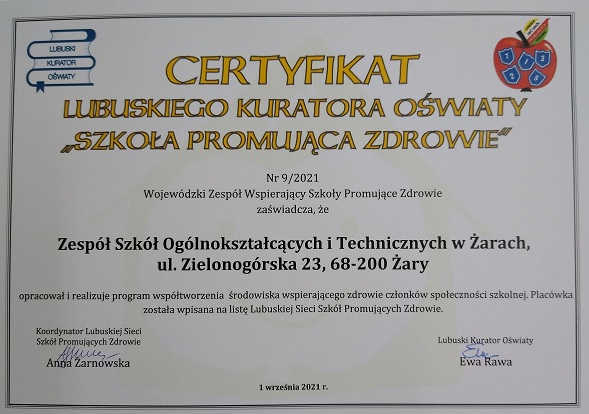 LUBUSKI
KURATOR
OŚWIATY
CERTYFIKAT
LUBUSKIEGO KURATORA OŚWIATY
„SZKOŁA PROMUJĄCA ZDROWIE"
Nr 9/2021
Wojewódzki Zespół Wspierający Szkoły Promujące Zdrowie
zaświadcza, że
Zespół Szkół Ogólnokształcących i Technicznych w Żarach,
ul. Zielonogórska 23, 68-200 Żary
opracował i realizuje program współtworzenia środowiska wspierającego zdrowie członków społeczności szkolnej. Placówka
została wpisana na listę Lubuskiej Sieci Szkół Promujących Zdrowie.
Koordynator Lubuskiej Sieci
Szkół Promujących Zdrowie
Anna Żarnowska
Lubuski Kurator Oświaty
Ewa Rawa
1 września 2021 r.